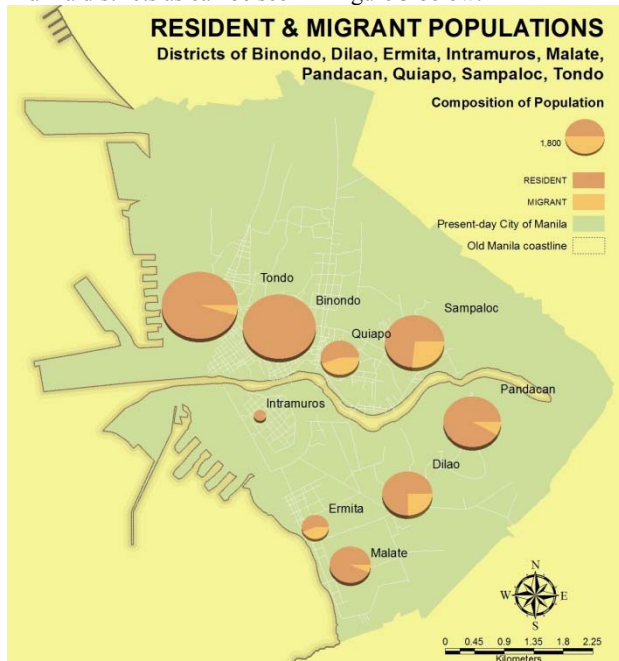 RESIDENT & MIGRANT POPULATIONS
Districts of Binondo, Dilao, Ermita, Intramuros, Malate,
Pandacan, Quiapo, Sampaloc, Tondo
Composition of Population
1,800
RESIDENT
MIGRANT
Present-day City of Manila
Old Manila coastline
Tondo
Binondo
Sampaloc
Quiapo
Pandacan
Intramuros
Dilao
Ermita
Malate
N
W E
S
0 0.45 0.9 1.35 1.8 2.25
Kilometers